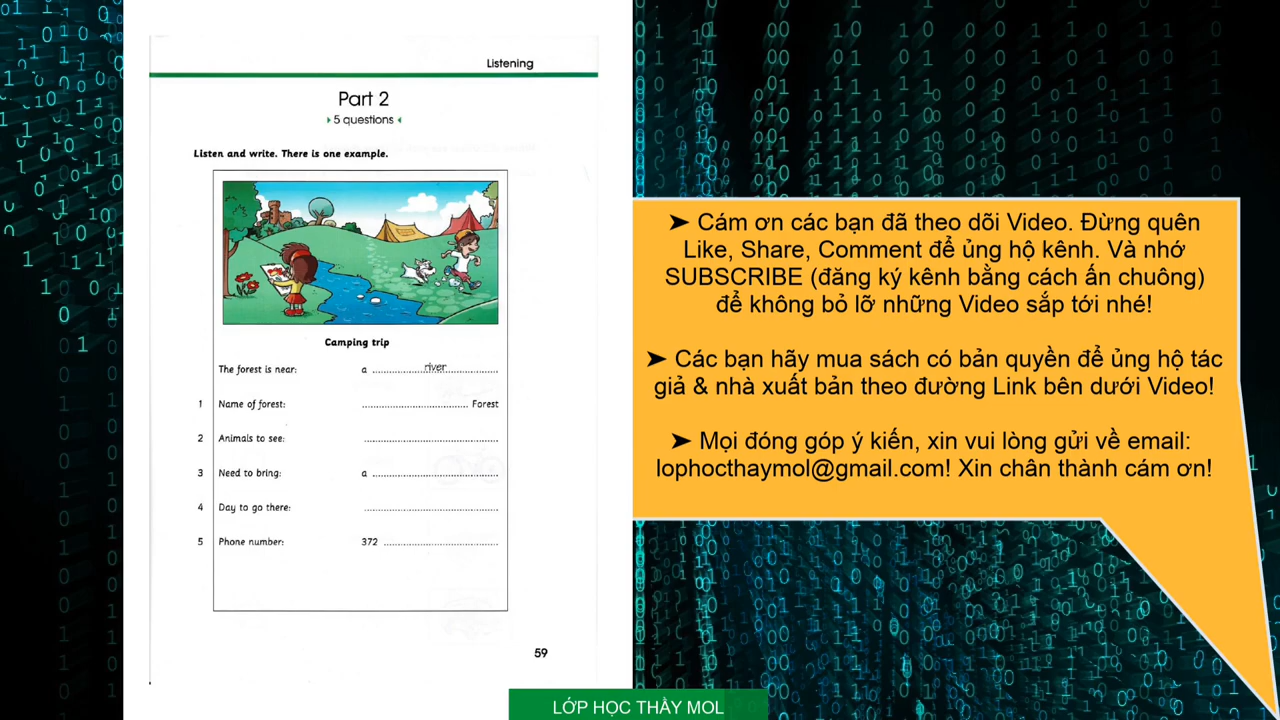 Listening
Part 2
5 questions
Listen and write. There is one example.
Camping trip
The forest is near: a ..........river..........
1 Name of forest: .......................... Forest
2 Animals to see: ..........................
3 Need to bring: a ..........................
4 Day to go there: ..........................
5 Phone number: 372 ..........................
59
➤ Cám ơn các bạn đã theo dõi Video. Đừng quên
Like, Share, Comment để ủng hộ kênh. Và nhớ
SUBSCRIBE (đăng ký kênh bằng cách ấn chuông)
để không bỏ lỡ những Video sắp tới nhé!
➤ Các bạn hãy mua sách có bản quyền để ủng hộ tác
giả & nhà xuất bản theo đường Link bên dưới Video!
➤ Mọi đóng góp ý kiến, xin vui lòng gửi về email:
lophocthaymol@gmail.com! Xin chân thành cám ơn!
LỚP HỌC THẦY MOL